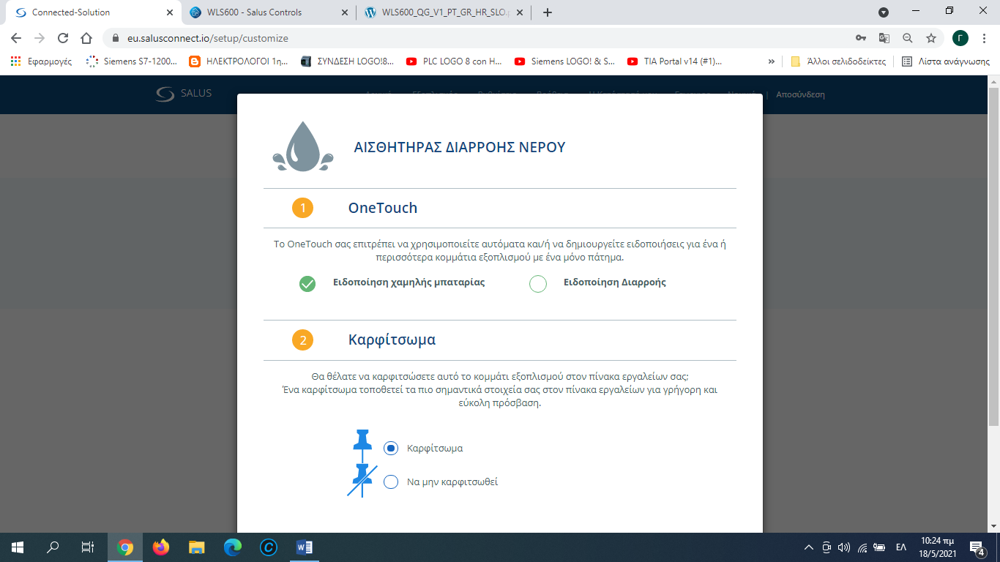 Connected-Solution
WLS600 - Salus Controls
WLS600_QG_V1_PT_GR_HR_SLO.
eu.salusconnect.io/setup/customize
Γ
Εφαρμογές
Siemens S7-1200...
ΗΛΕΚΤΡΟΛΟΓΟΙ 1η...
ΣΥΝΔΕΣΗ LOGO!8...
PLC LOGO 8 con H...
Siemens LOGO! & S...
TIA Portal v14 (#1)...
»
Άλλοι σελιδοδείκτες
Λίστα ανάγνωσης
SALUS
| Αποσύνδεση
ΑΙΣΘΗΤΗΡΑΣ ΔΙΑΡΡΟΗΣ ΝΕΡΟΥ
1 OneTouch
Το OneTouch σας επιτρέπει να χρησιμοποιείτε αυτόματα και/ή να δημιουργείτε ειδοποιήσεις για ένα ή
περισσότερα κομμάτια εξοπλισμού με ένα μόνο πάτημα.
Ειδοποίηση χαμηλής μπαταρίας
Ειδοποίηση Διαρροής
2 Καρφίτσωμα
Θα θέλατε να καρφιτσώσετε αυτό το κομμάτι εξοπλισμού στον πίνακα εργαλείων σας;
Ένα καρφίτσωμα τοποθετεί τα πιο σημαντικά στοιχεία σας στον πίνακα εργαλείων για γρήγορη και
εύκολη πρόσβαση.
Καρφίτσωμα
Να μην καρφιτσωθεί
ΕΛ
10:24 πμ
18/5/2021
4